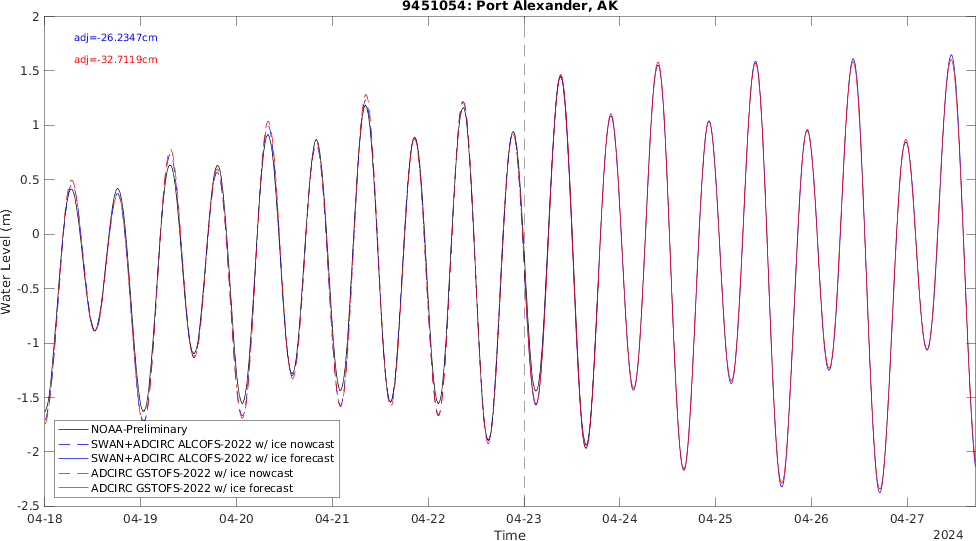 9451054: Port Alexander, AK
adj=-26.2347cm
adj=-32.7119cm
2
1.5
1
0.5
0
-0.5
-1
-1.5
-2
-2.5
Water Level (m)
NOAA-Preliminary
SWAN+ADCIRC ALCOFS-2022 w/ ice nowcast
SWAN+ADCIRC ALCOFS-2022 w/ ice forecast
ADCIRC GSTOFS-2022 w/ ice nowcast
ADCIRC GSTOFS-2022 w/ ice forecast
04-18 04-19 04-20 04-21 04-22 04-23 04-24 04-25 04-26 04-27
Time
2024